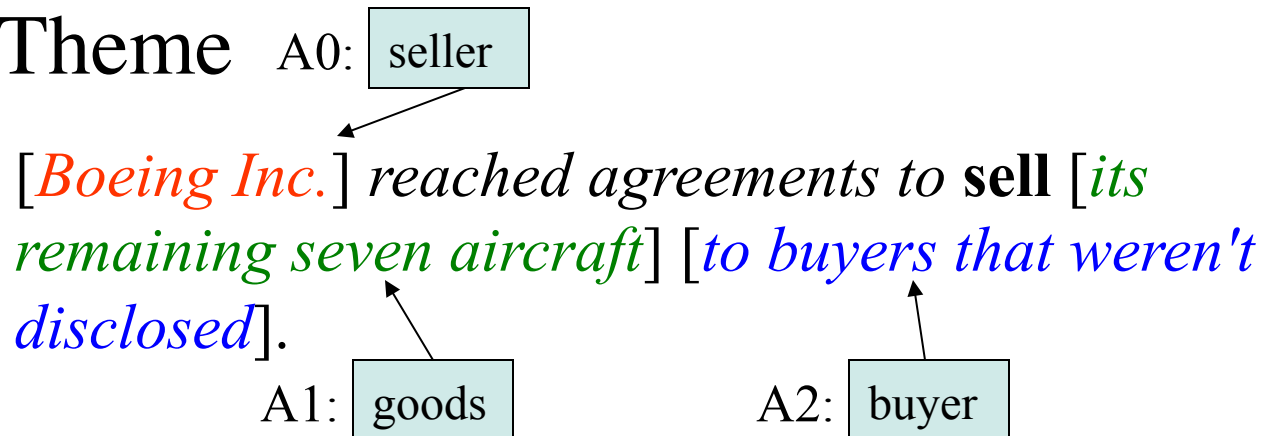 Theme A0: seller
[Boeing Inc.] reached agreements to sell [its
remaining seven aircraft] [to buyers that weren't
disclosed].
A1: goods A2: buyer